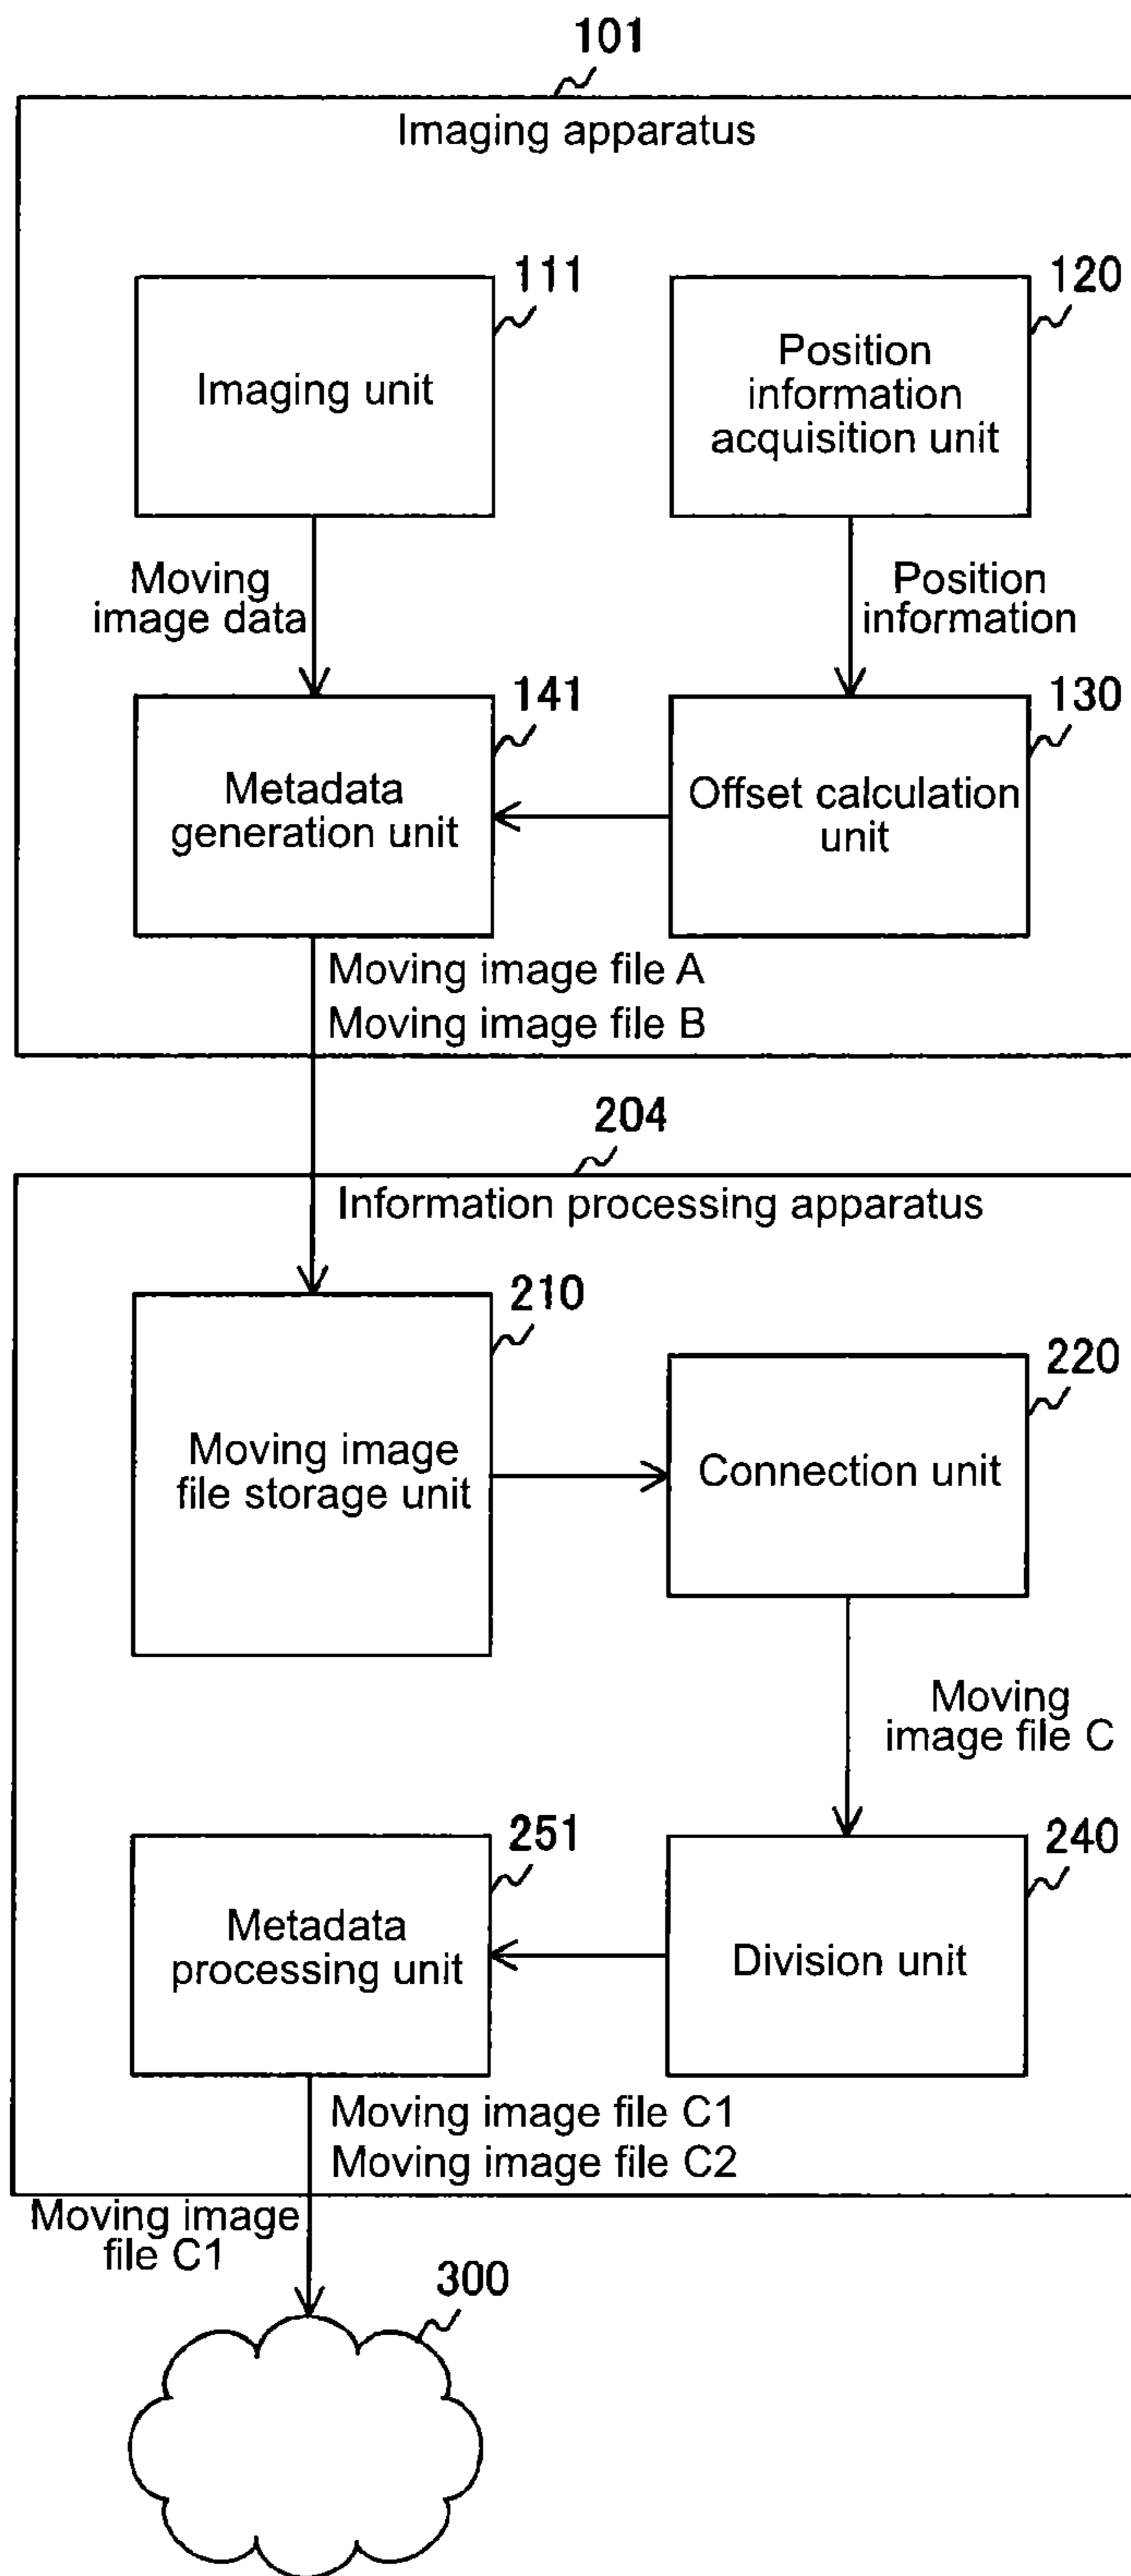 101
Imaging apparatus
111
120
Imaging unit
Position
information
acquisition unit
Moving
image data
Position
information
141
130
Metadata
generation unit
Offset calculation
unit
Moving image file A
Moving image file B
204
Information processing apparatus
210
220
Moving image
file storage unit
Connection unit
Moving
image file C
251
240
Metadata
processing unit
Division unit
Moving image file C1
Moving image file C2
Moving image
file C1
300